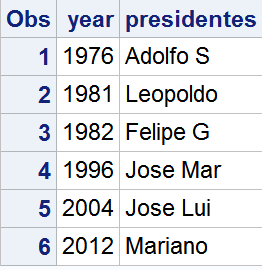 Obs year presidentes
1 1976 Adolfo S
2 1981 Leopoldo
3 1982 Felipe G
4 1996 Jose Mar
5 2004 Jose Lui
6 2012 Mariano